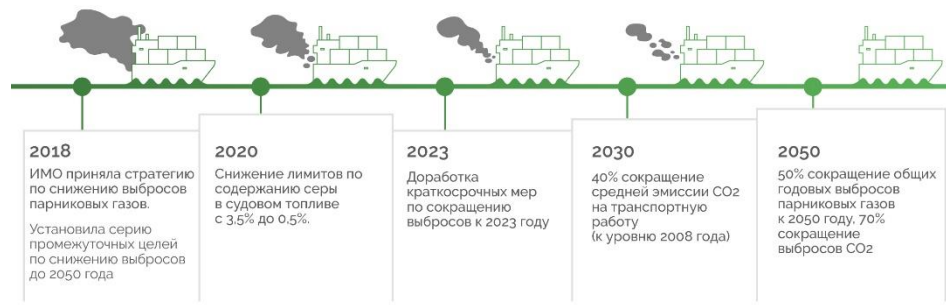 2018
ИМО приняла стратегию
по снижению выбросов
парниковых газов.
Установила серию
промежуточных целей
по снижению выбросов
до 2050 года
2020
Снижение лимитов по
содержанию серы
в судовом топливе
с 3,5% до 0,5%.
2023
Доработка
краткосрочных мер
по сокращению
выбросов к 2023 году
2030
40% сокращение
средней эмиссии СО2
на транспортную
работу
(к уровню 2008 года)
2050
50% сокращение общих
годовых выбросов
парниковых газов
к 2050 году, 70%
сокращение
выбросов СО2